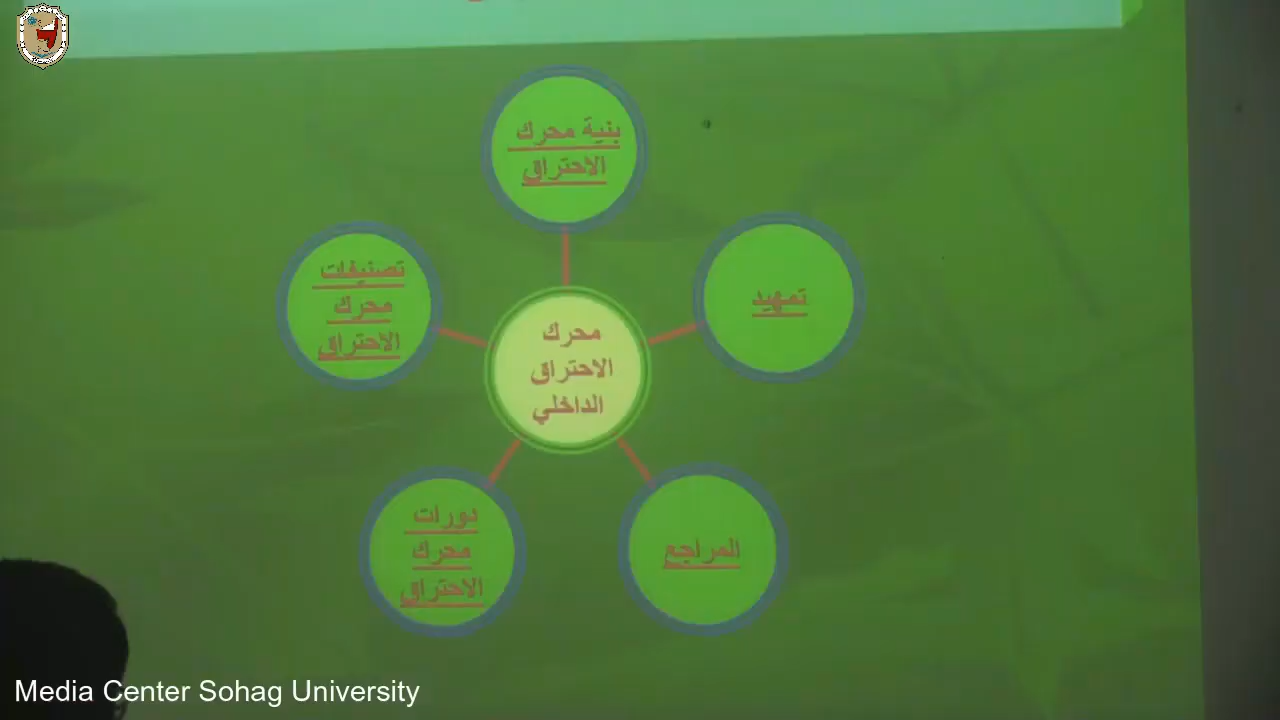 بنية محرك
الاحتراق
تمهيد
تصنيفات
محرك
الاحتراق
محرك
الاحتراق
الداخلي
دورات
محرك
الاحتراق
المراجع
Media Center Sohag University